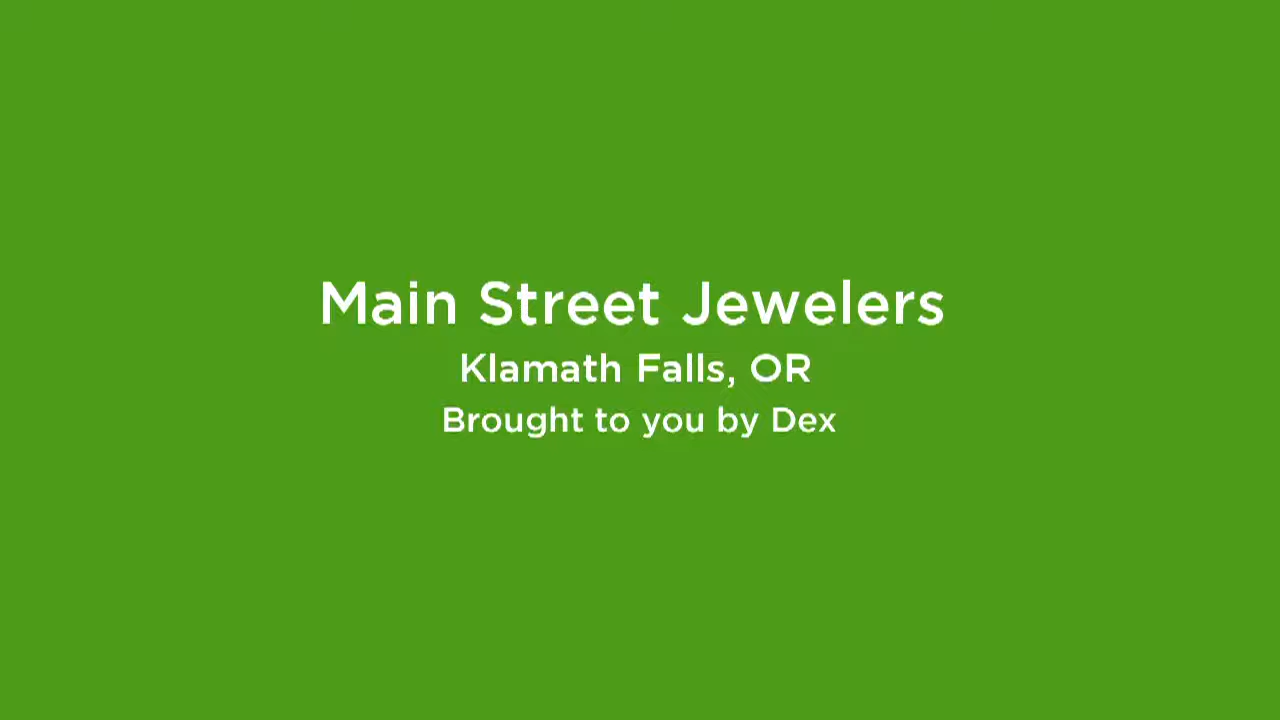 Main Street Jewelers
Klamath Falls, OR
Brought to you by Dex